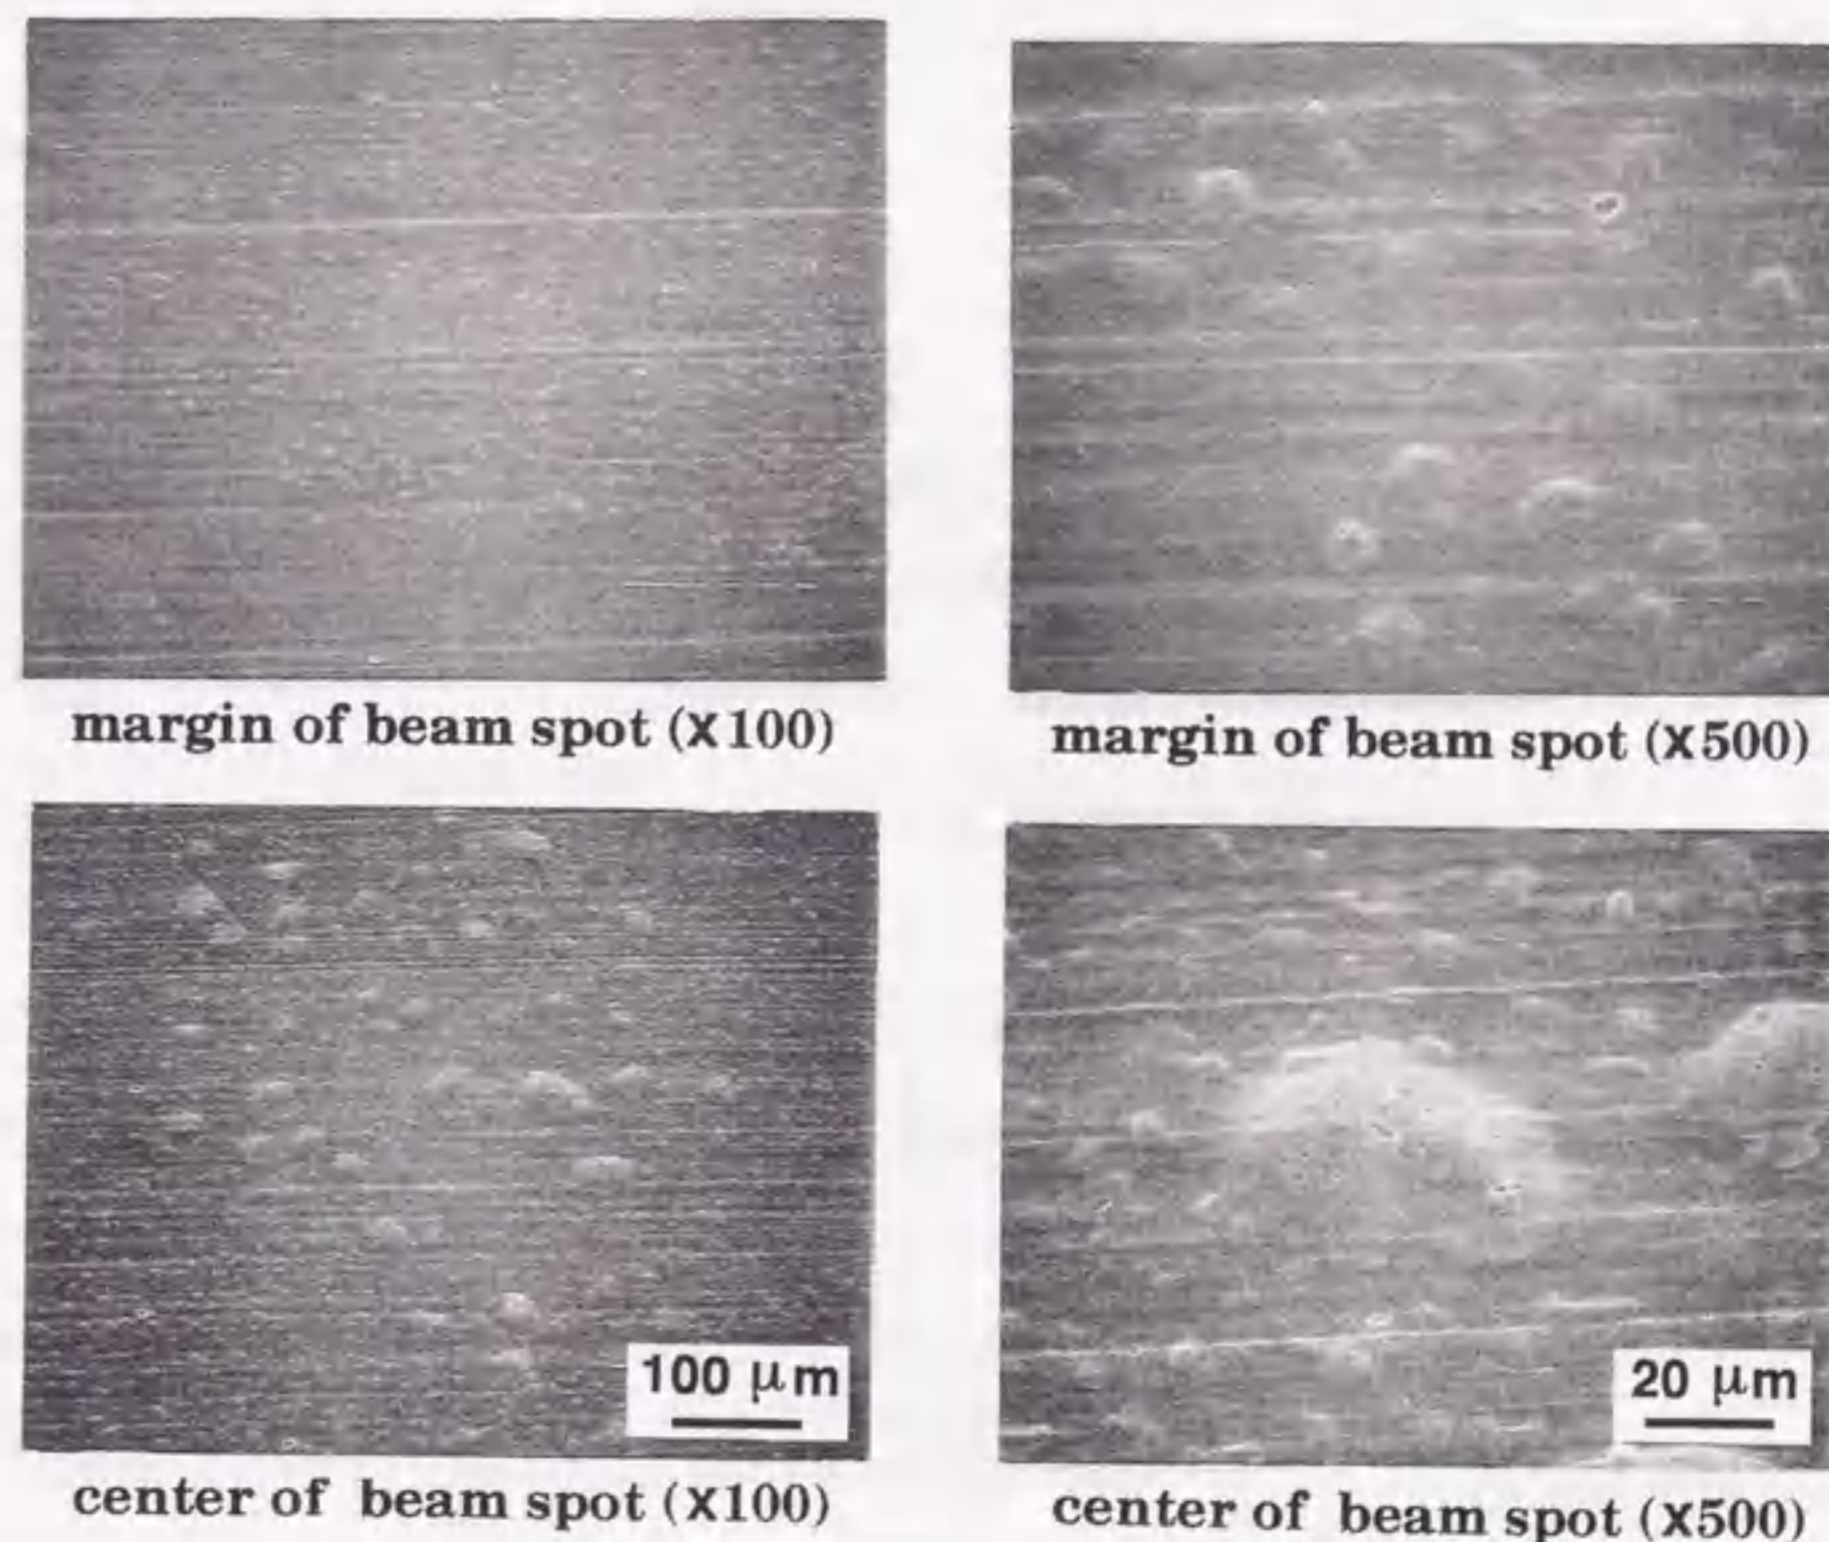 margin of beam spot (X100)
margin of beam spot (X500)
100 μm
20 μm
center of beam spot (X100)
center of beam spot (X500)